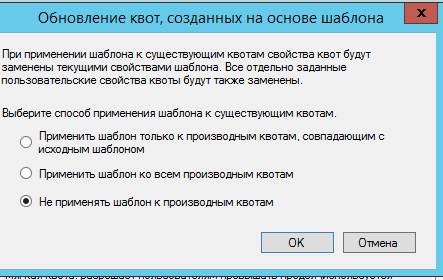 Обновление квот, созданных на основе шаблона
x
При применении шаблона к существующим квотам свойства квот будут
заменены текущими свойствами шаблона. Все отдельно заданные
пользовательские свойства квоты будут также заменены.
Выберите способ применения шаблона к существующим квотам.
Применить шаблон только к производным квотам, совпадающим с
исходным шаблоном
Применить шаблон ко всем производным квотам
Не применять шаблон к производным квотам
OK
Отмена